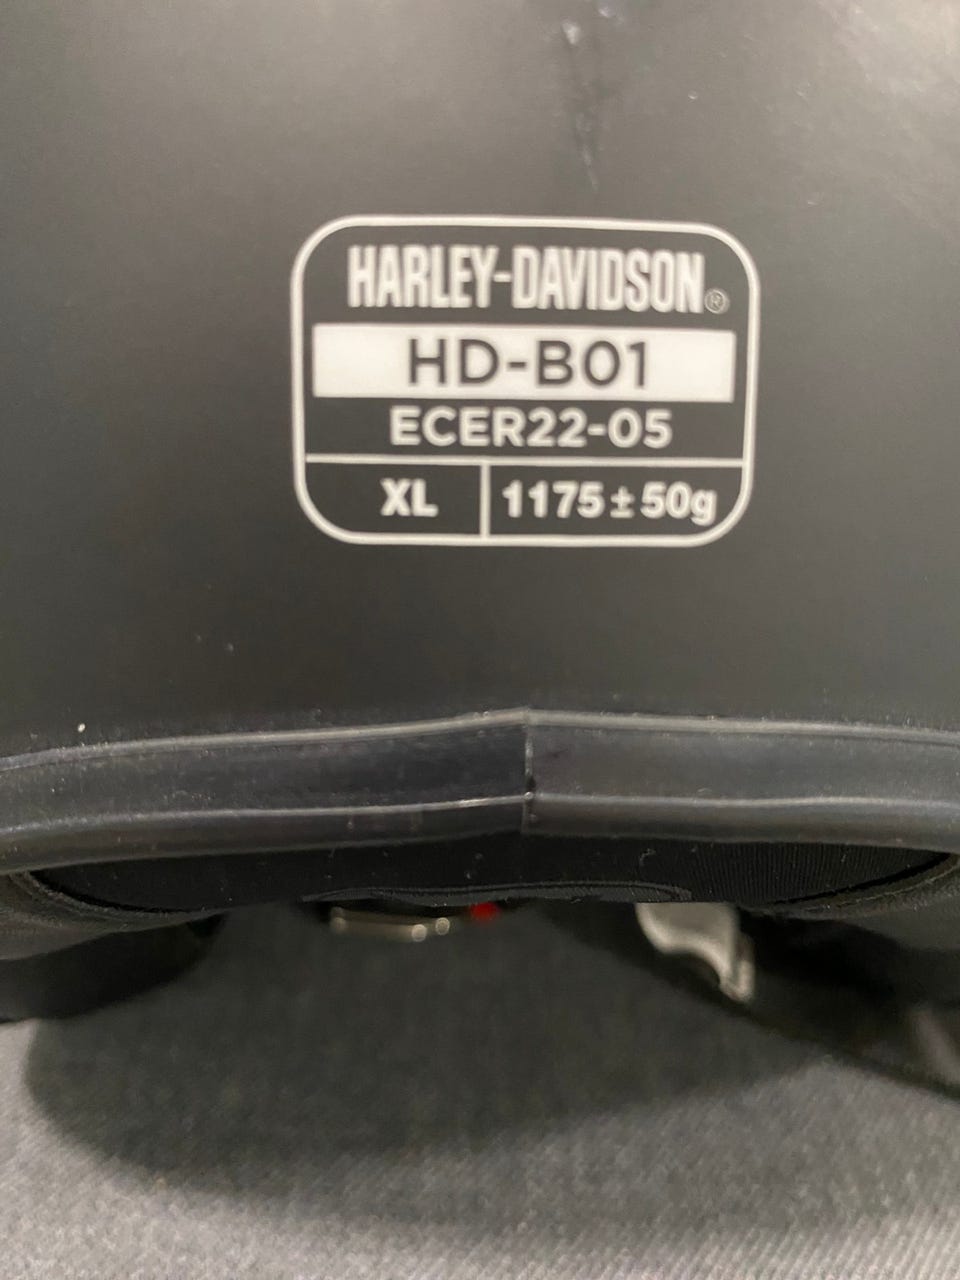 HARLEY-DAVIDSON®
HD-B01
ECER22-05
XL 1175±50g